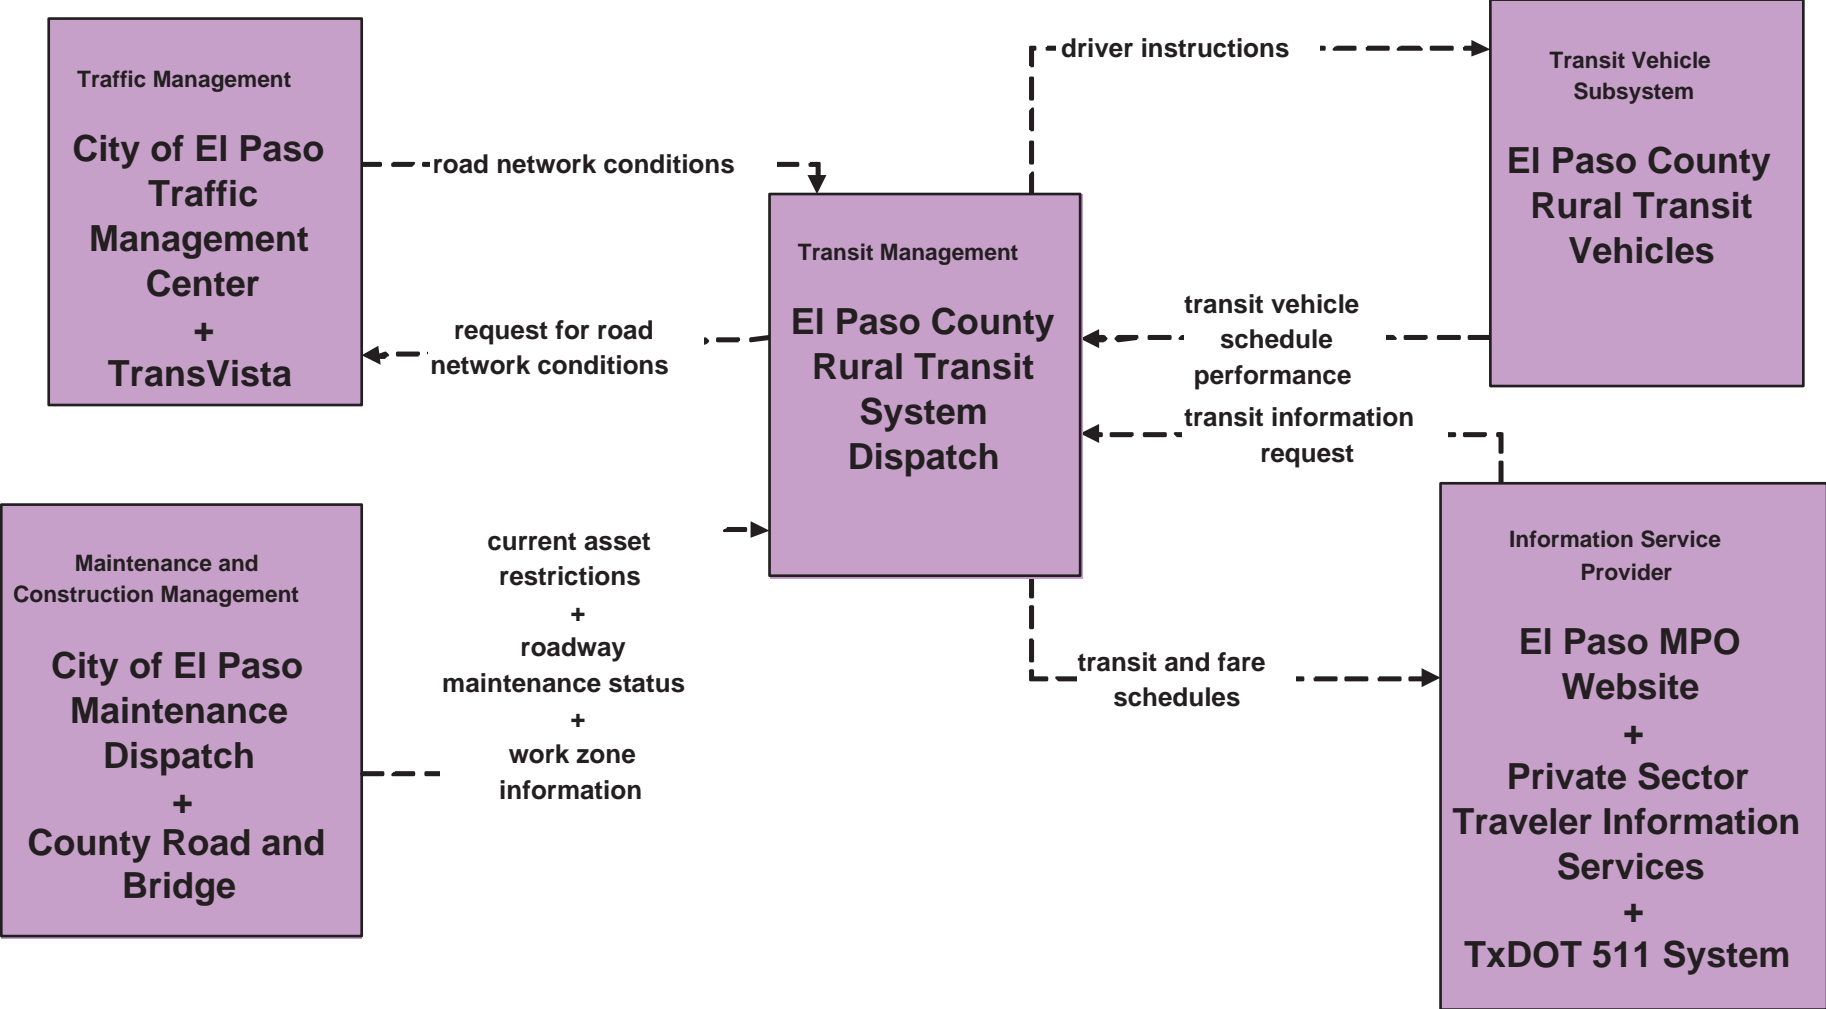 Traffic Management
City of El Paso
Traffic
Management
Center
+
TransVista
road network conditions
request for road
network conditions
Maintenance and
Construction Management
City of El Paso
Maintenance
Dispatch
+
County Road and
Bridge
current asset
restrictions
+
roadway
maintenance status
+
work zone
information
Transit Management
El Paso County
Rural Transit
System
Dispatch
driver instructions
transit vehicle
schedule
performance
transit information
request
transit and fare
schedules
Transit Vehicle
Subsystem
El Paso County
Rural Transit
Vehicles
Information Service
Provider
El Paso MPO
Website
+
Private Sector
Traveler Information
Services
+
TxDOT 511 System